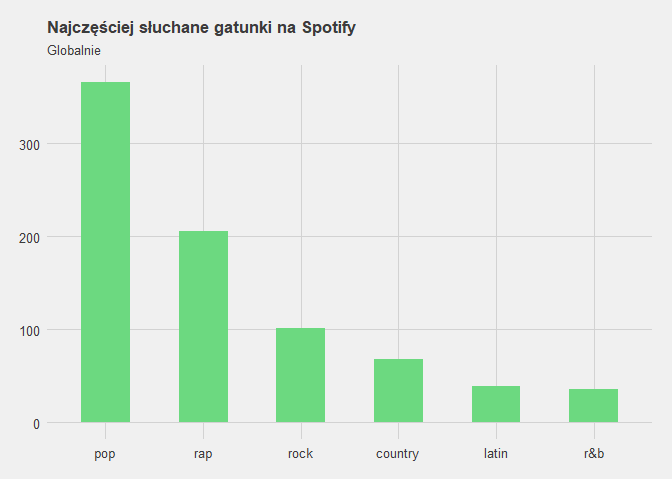 Najczęściej słuchane gatunki na Spotify
Globalnie
300
200
100
0
pop rap rock country latin r&b